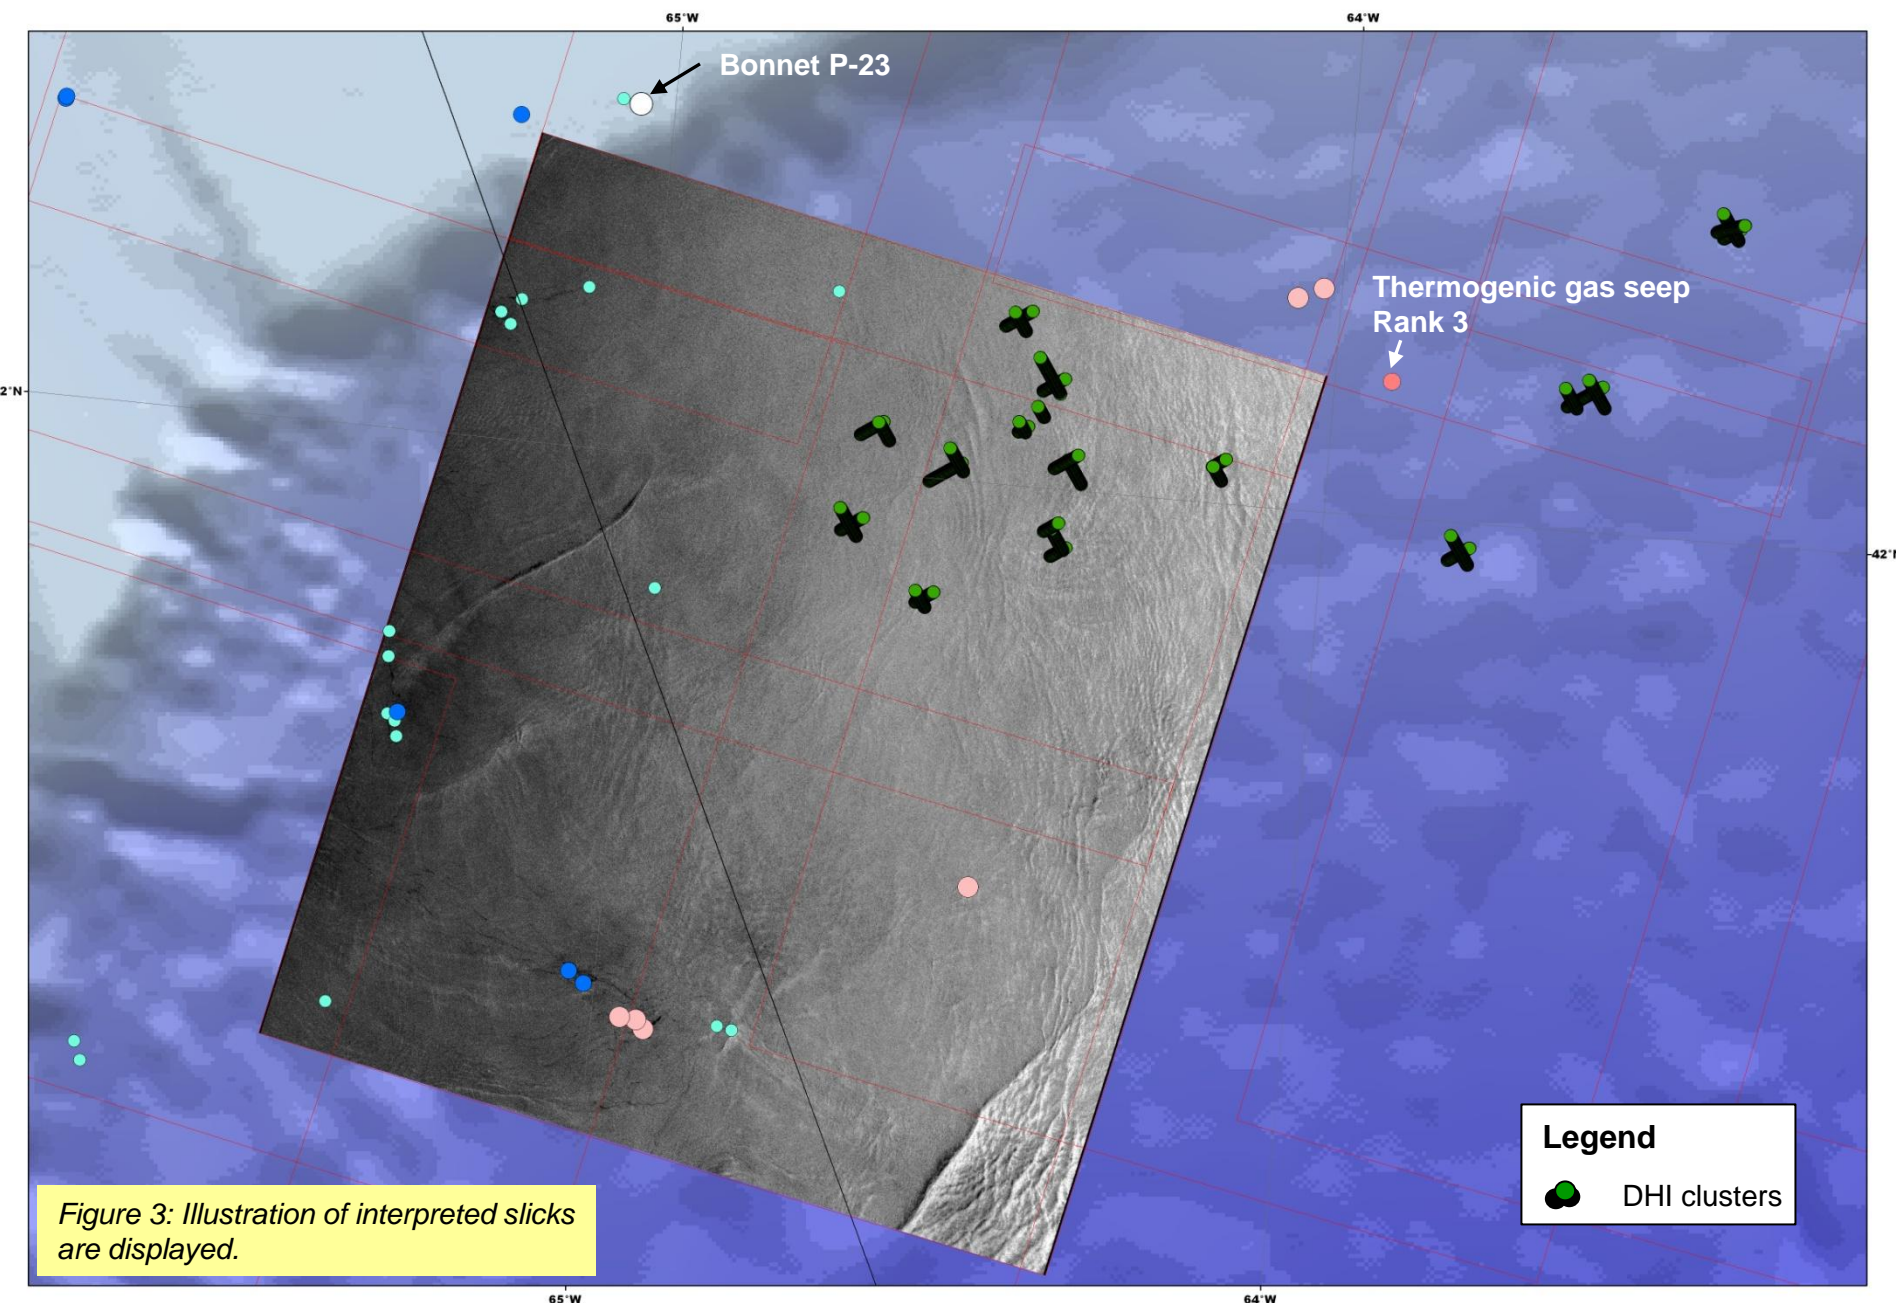 65°W
64°W
Bonnet P-23
Thermogenic gas seep
Rank 3
2°N
42°N
Legend
DHI clusters
Figure 3: Illustration of interpreted slicks
are displayed.
65°W
64°W